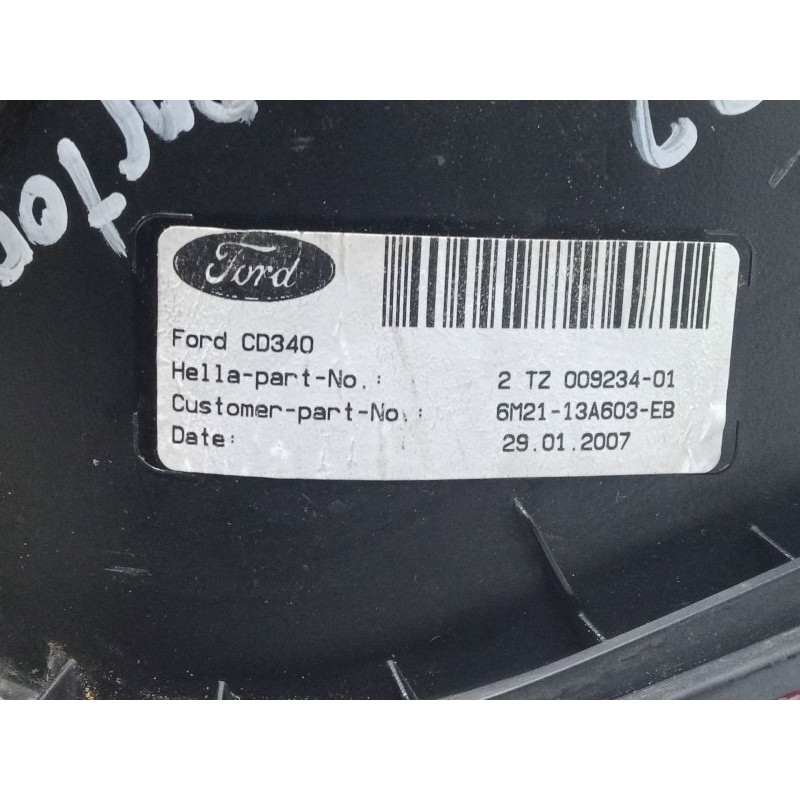 Ford
Ford CD340
Hella-part-No.: 2 TZ 009234-01
Customer-part-No.: 6M21-13A603-EB
Date: 29.01.2007